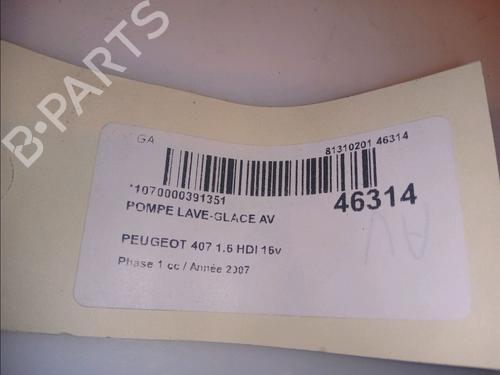 B-PARTS
GA
81310201 46314
*1070000391351
46314
POMPE LAVE-GLACE AV
PEUGEOT 407 1.6 HDI 16v
Phase 1 cc / Année 2007
AV